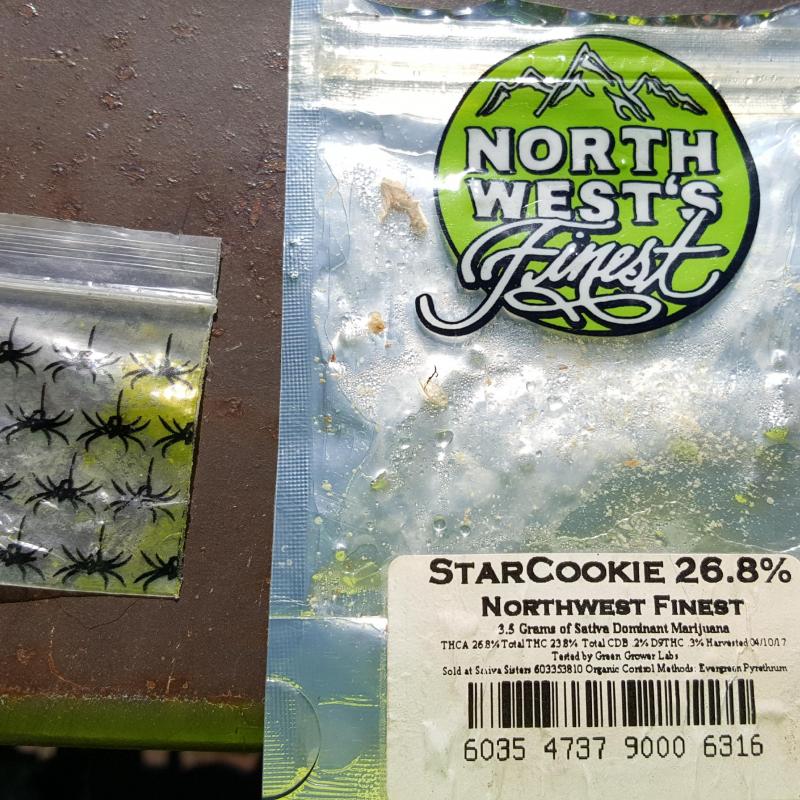 NORTH
WEST'S
Finest
STARCOOKIE 26.8%
NORTHWEST FINEST
3.5 Grams of Sativa Dominant Marijuana
THCA 26.8% Total THC 23.8% Total CDB .2% D9THC .3% Harvested 04/10/17
Tested by Green Grower Labs
Sold at Sativa Sisters 603353810 Organic Control Methods: Evergreen Pyrethrum
6035 4737 9000 6316